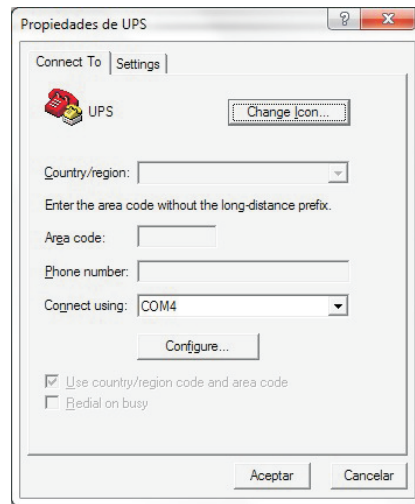 Propiedades de UPS
Connect To Settings
UPS Change Icon...
Country/region:
Enter the area code without the long-distance prefix.
Area code:
Phone number:
Connect using: COM4
Configure...
Use country/region code and area code
Redial on busy
Aceptar Cancelar